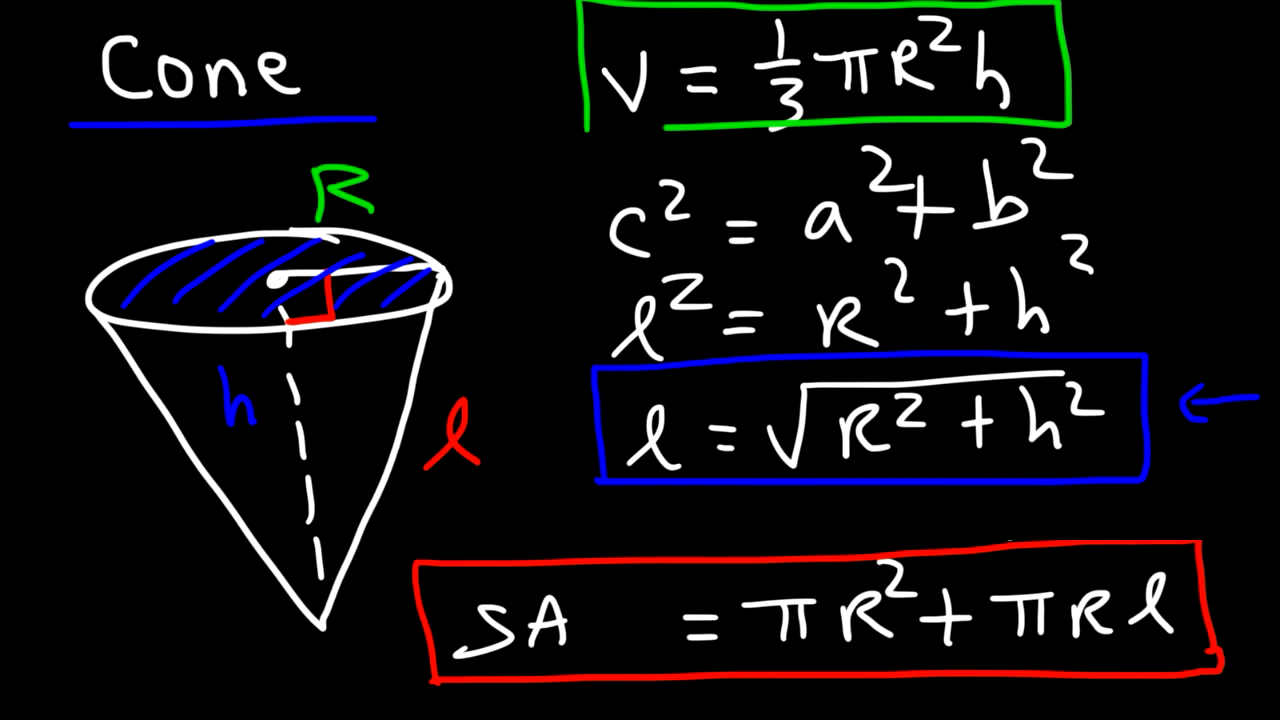 Cone
R
h
l
V = 1/3 πR²h
c² = a² + b²
l² = R² + h²
l = √(R² + h²)
SA = πR² + πRl